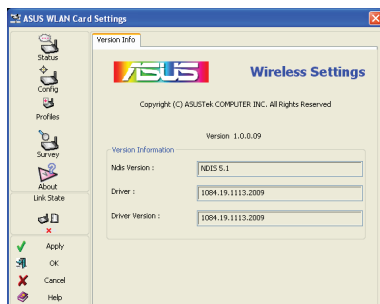 ASUS WLAN Card Settings
Status
Config
Profiles
Survey
About
Link State
Apply
OK
Cancel
Help
Version Info
ASUS
Wireless Settings
Copyright (C) ASUSTek COMPUTER INC. All Rights Reserved
Version 1.0.0.09
Version Information
Ndis Version : NDIS 5.1
Driver : 1084.19.1113.2009
Driver Version : 1084.19.1113.2009